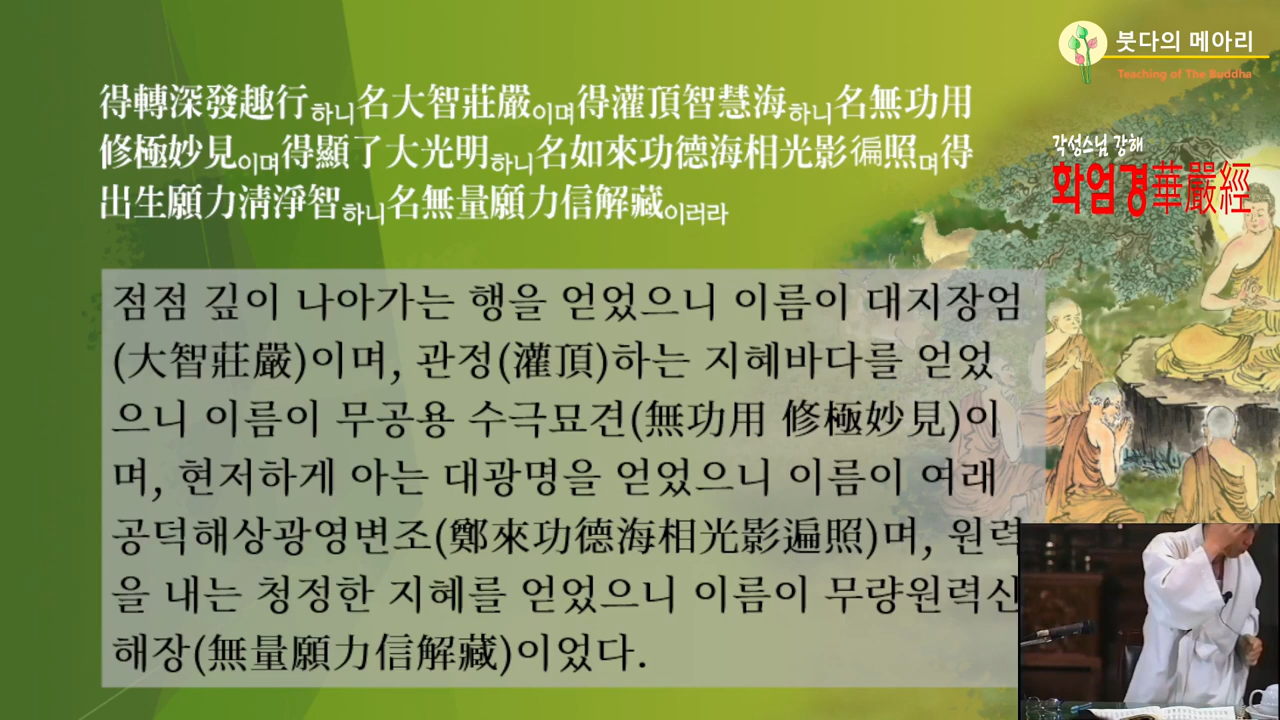 붓다의 메아리
Teaching of The Buddha
각성스님 강해
화엄경華嚴經
得轉深發趣行하니名大智莊嚴이며得灌頂智慧海하니名無功用
修極妙見이며得顯了大光明하니名如來功德海相光影徧照며得
出生願力淸淨智하니名無量願力信解藏이러라
점점 깊이 나아가는 행을 얻었으니 이름이 대지장엄
(大智莊嚴)이며, 관정(灌頂)하는 지혜바다를 얻었
으니 이름이 무공용 수극묘견(無功用 修極妙見)이
며, 현저하게 아는 대광명을 얻었으니 이름이 여래
공덕해상광영변조(鄭來功德海相光影遍照)며, 원력
을 내는 청정한 지혜를 얻었으니 이름이 무량원력신
해장(無量願力信解藏)이었다.